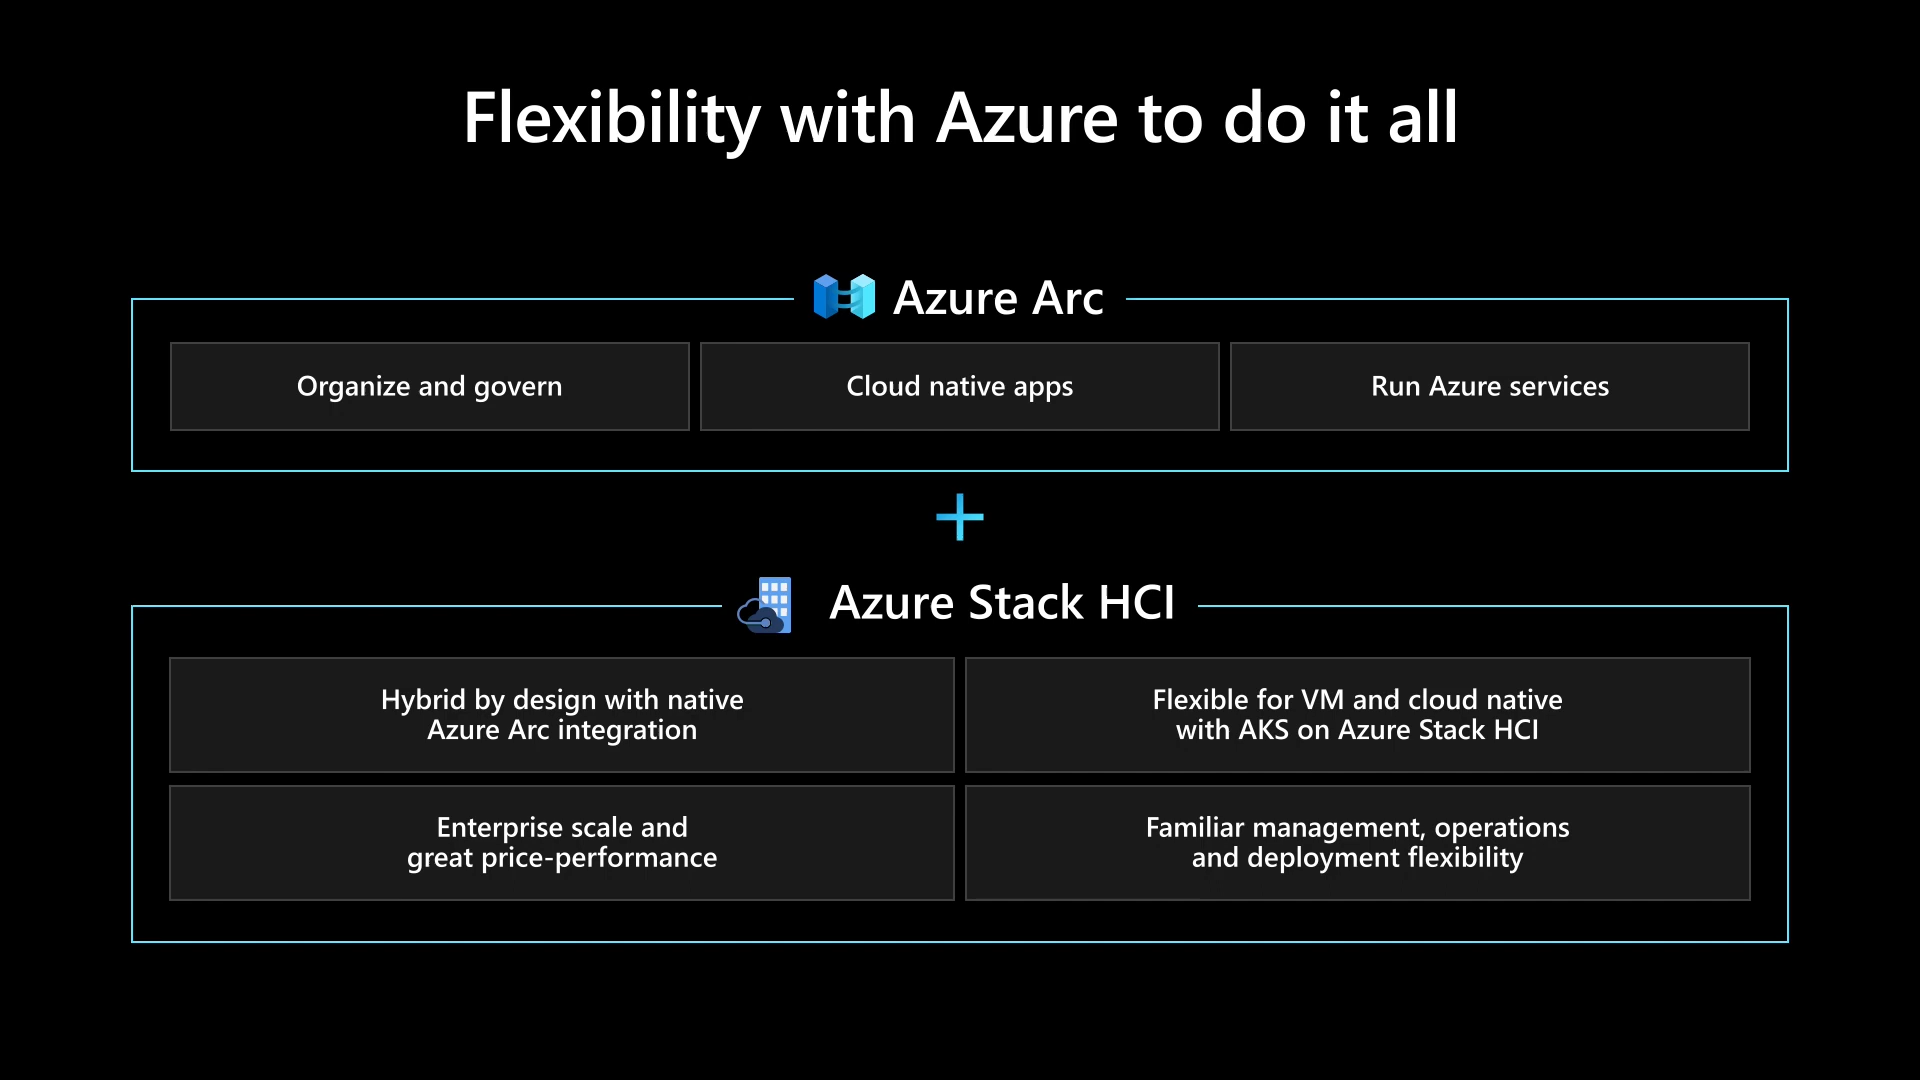 Flexibility with Azure to do it all
Azure Arc
Organize and govern
Cloud native apps
Run Azure services
Azure Stack HCI
Hybrid by design with native
Azure Arc integration
Flexible for VM and cloud native
with AKS on Azure Stack HCI
Enterprise scale and
great price-performance
Familiar management, operations
and deployment flexibility